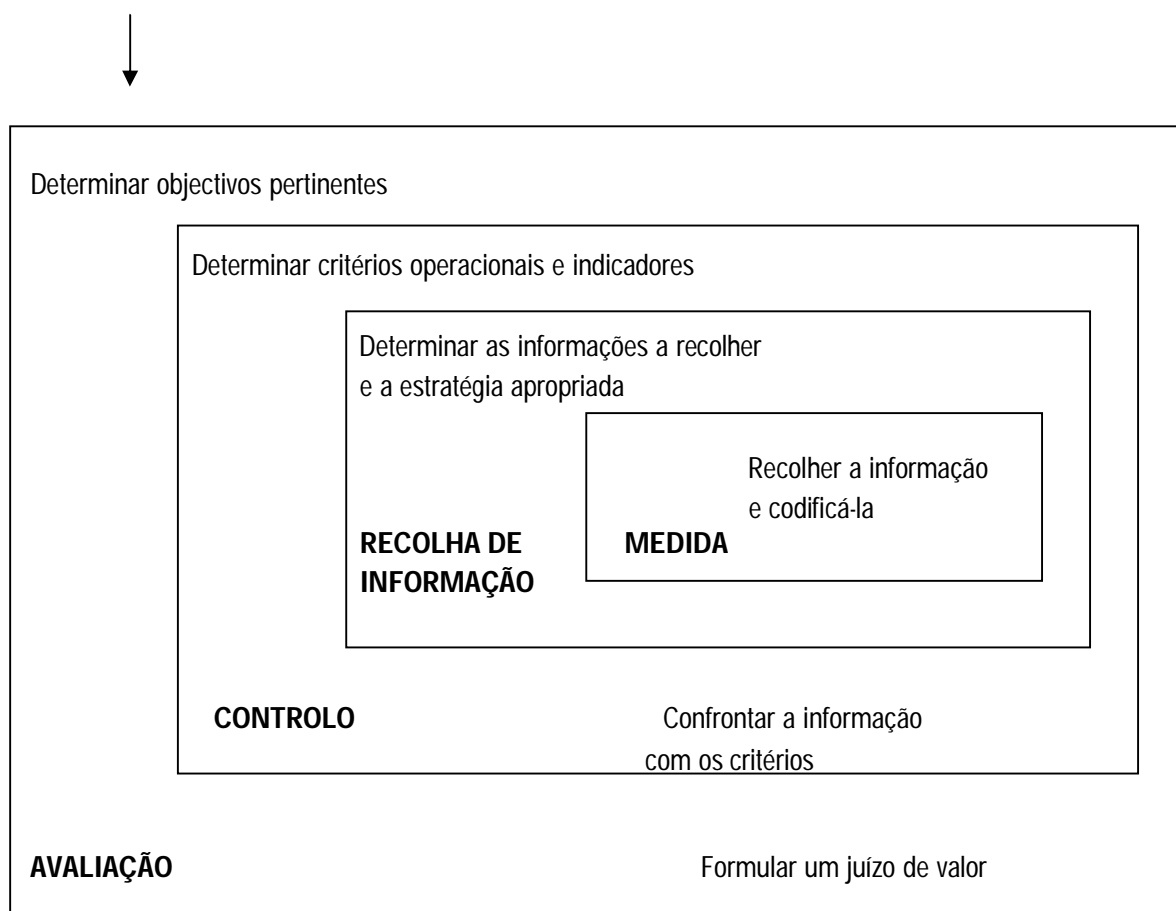 Determinar objectivos pertinentes
Determinar critérios operacionais e indicadores
Determinar as informações a recolher
e a estratégia apropriada
Recolher a informação
e codificá-la
RECOLHA DE MEDIDA
INFORMAÇÃO
CONTROLO Confrontar a informação
com os critérios
AVALIAÇÃO Formular um juízo de valor